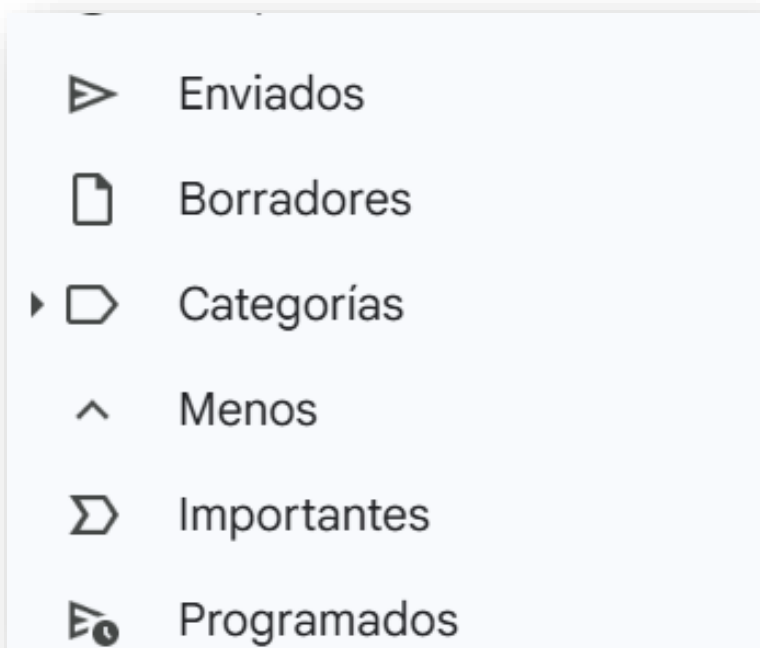 Enviados
Borradores
Categorías
Menos
Importantes
Programados